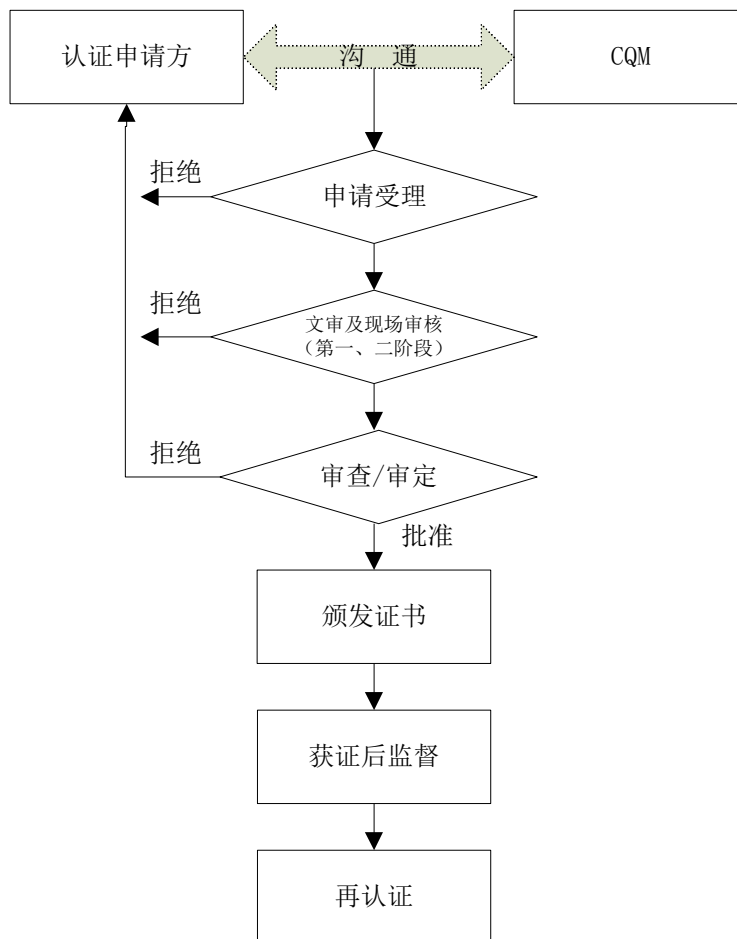 认证申请方
沟 通
CQM
拒绝
申请受理
拒绝
文审及现场审核
（第一、二阶段）
拒绝
审查/审定
批准
颁发证书
获证后监督
再认证